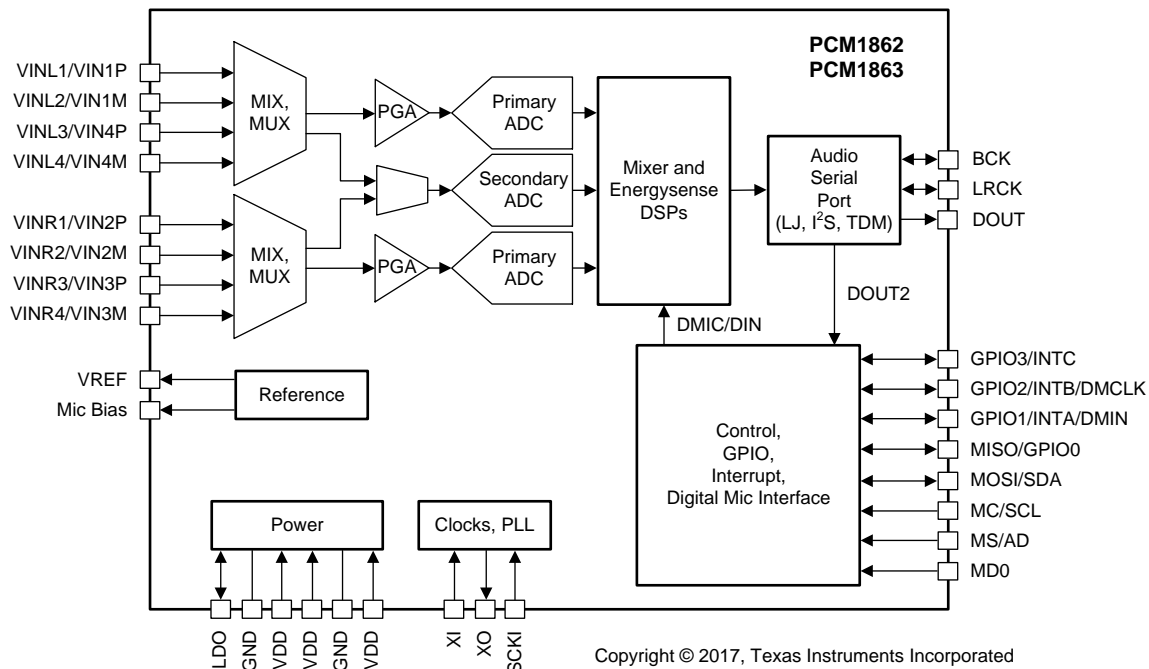 PCM1862
PCM1863
VINL1/VIN1P
VINL2/VIN1M
VINL3/VIN4P
VINL4/VIN4M
VINR1/VIN2P
VINR2/VIN2M
VINR3/VIN3P
VINR4/VIN3M
VREF
Mic Bias
MIX,
MUX
MIX,
MUX
PGA
PGA
Primary
ADC
Secondary
ADC
Primary
ADC
Mixer and
Energysense
DSPs
Audio
Serial
Port
(LJ, I²S, TDM)
BCK
LRCK
DOUT
DOUT2
DMIC/DIN
Reference
Control,
GPIO,
Interrupt,
Digital Mic Interface
GPIO3/INTC
GPIO2/INTB/DMCLK
GPIO1/INTA/DMIN
MISO/GPIO0
MOSI/SDA
MC/SCL
MS/AD
MD0
Power
Clocks, PLL
LDO
GND
VDD
VDD
GND
VDD
XI
XO
SCKI
Copyright © 2017, Texas Instruments Incorporated